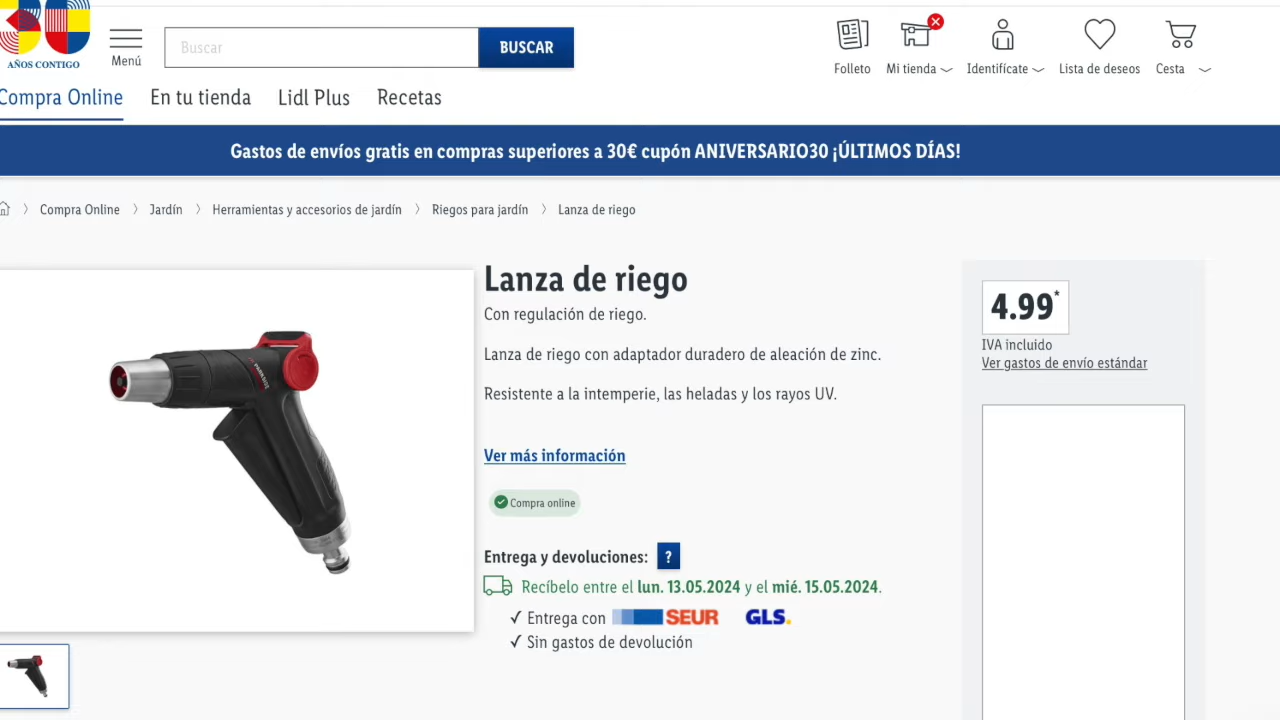 AÑOS CONTIGO
Menú
Buscar
BUSCAR
Folleto
Mi tienda
Identifícate
Lista de deseos
Cesta
Compra Online
En tu tienda
Lidl Plus
Recetas
Gastos de envíos gratis en compras superiores a 30€ cupón ANIVERSARIO30 ¡ÚLTIMOS DÍAS!
Compra Online
Jardín
Herramientas y accesorios de jardín
Riegos para jardín
Lanza de riego
Lanza de riego
Con regulación de riego.
Lanza de riego con adaptador duradero de aleación de zinc.
Resistente a la intemperie, las heladas y los rayos UV.
Ver más información
Compra online
Entrega y devoluciones: ?
Recíbelo entre el lun. 13.05.2024 y el mié. 15.05.2024.
✓ Entrega con SEUR GLS.
✓ Sin gastos de devolución
4.99*
IVA incluido
Ver gastos de envío estándar
PARKSIDE